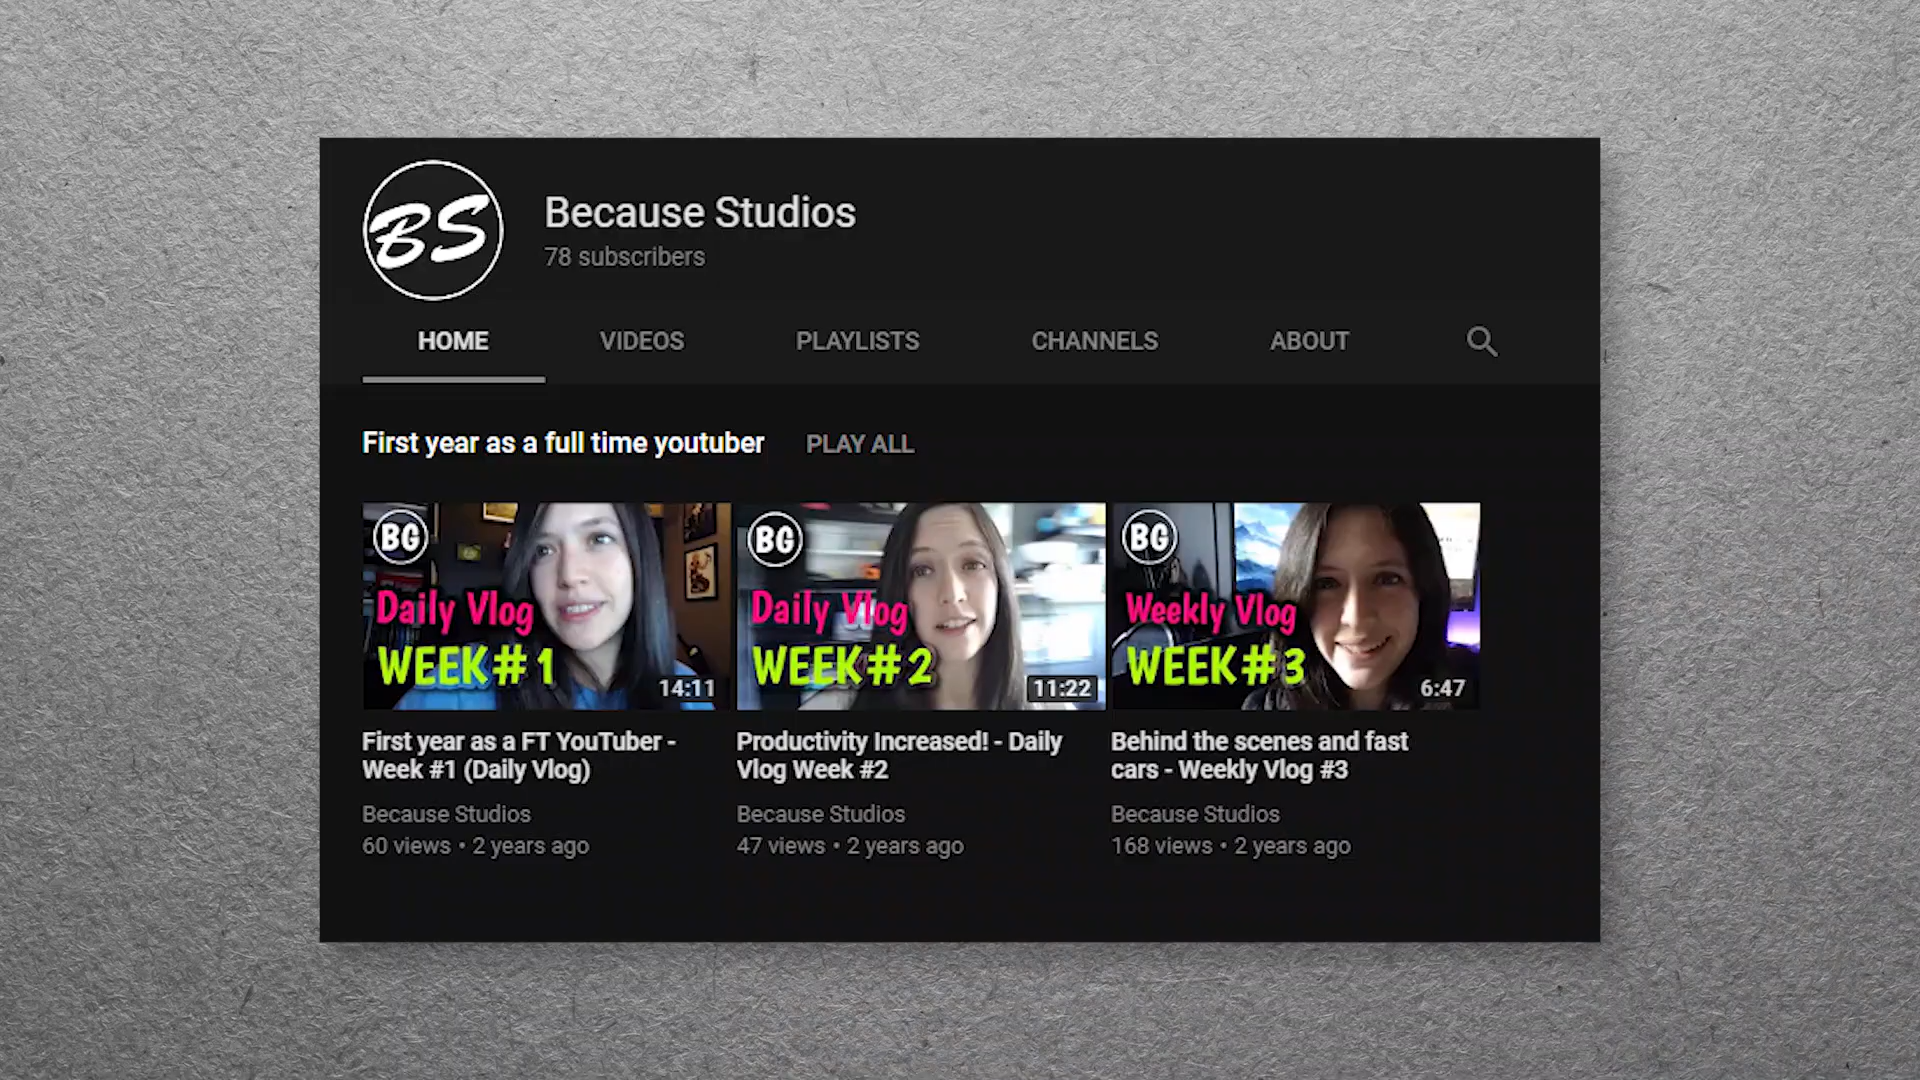 BS
Because Studios
78 subscribers
HOME VIDEOS PLAYLISTS CHANNELS ABOUT
First year as a full time youtuber PLAY ALL
BG
Daily Vlog
WEEK#1
14:11
BG
Daily Vlog
WEEK#2
11:22
BG
Weekly Vlog
WEEK#3
6:47
First year as a FT YouTuber -
Week #1 (Daily Vlog)
Because Studios
60 views • 2 years ago
Productivity Increased! - Daily
Vlog Week #2
Because Studios
47 views • 2 years ago
Behind the scenes and fast
cars - Weekly Vlog #3
Because Studios
168 views • 2 years ago